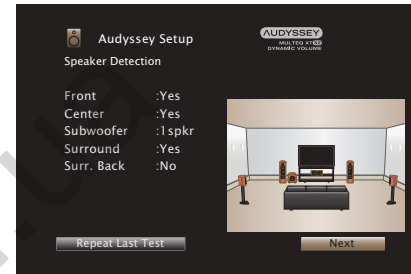 Audyssey Setup
AUDYSSEY
MULTEQ XT32
DYNAMIC VOLUME
Speaker Detection
Front :Yes
Center :Yes
Subwoofer :1spkr
Surround :Yes
Surr. Back :No
Repeat Last Test
Next